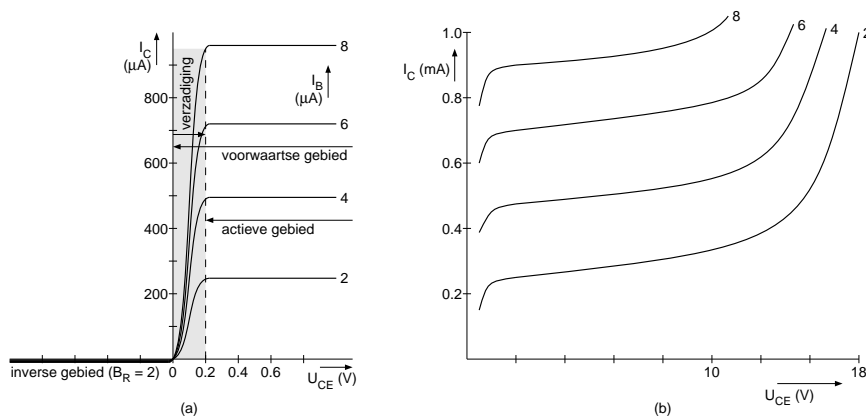 I_C
(μA)
800
600
400
200
verzadiging
I_B
(μA)
8
6
4
2
voorwaartse gebied
actieve gebied
inverse gebied (B_R = 2)
0 0.2 0.4 0.6
U_CE (V)
(a)
1.0
I_C (mA)
0.8
0.6
0.4
0.2
8
6
4
2
10
18
U_CE (V)
(b)